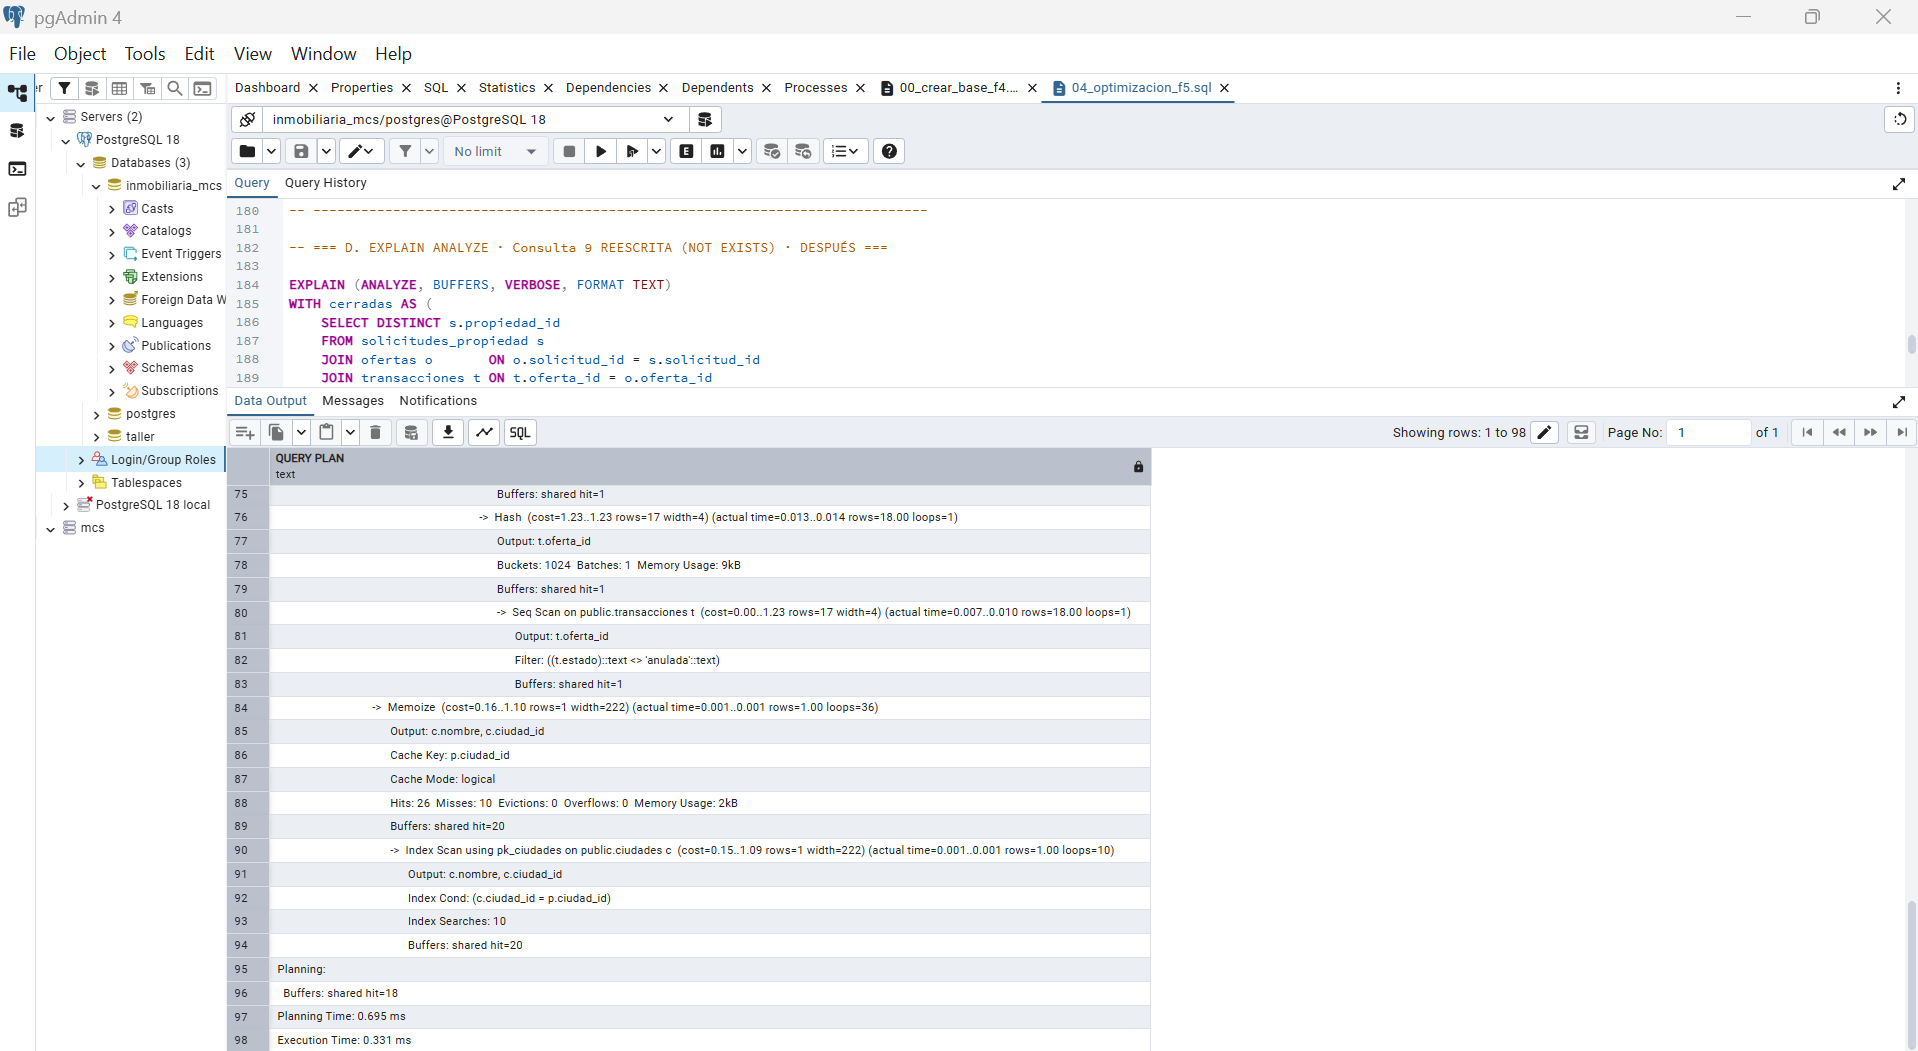 pgAdmin 4
File Object Tools Edit View Window Help
Dashboard Properties SQL Statistics Dependencies Dependents Processes 00_crear_base_f4.... 04_optimizacion_f5.sql
Servers (2)
PostgreSQL 18
Databases (3)
inmobiliaria_mcs
Casts
Catalogs
Event Triggers
Extensions
Foreign Data W
Languages
Publications
Schemas
Subscriptions
postgres
taller
Login/Group Roles
Tablespaces
PostgreSQL 18 local
mcs
inmobiliaria_mcs/postgres@PostgreSQL 18
No limit
E
Query Query History
180 -- -----------------------------------------------------------------------------
181
182 -- === D. EXPLAIN ANALYZE · Consulta 9 REESCRITA (NOT EXISTS) · DESPUÉS ===
183
184 EXPLAIN (ANALYZE, BUFFERS, VERBOSE, FORMAT TEXT)
185 WITH cerradas AS (
186 SELECT DISTINCT s.propiedad_id
187 FROM solicitudes_propiedad s
188 JOIN ofertas o ON o.solicitud_id = s.solicitud_id
189 JOIN transacciones t ON t.oferta_id = o.oferta_id
Data Output Messages Notifications
SQL
Showing rows: 1 to 98
Page No: 1 of 1
QUERY PLAN
text
75 Buffers: shared hit=1
76 -> Hash (cost=1.23..1.23 rows=17 width=4) (actual time=0.013..0.014 rows=18.00 loops=1)
77 Output: t.oferta_id
78 Buckets: 1024 Batches: 1 Memory Usage: 9kB
79 Buffers: shared hit=1
80 -> Seq Scan on public.transacciones t (cost=0.00..1.23 rows=17 width=4) (actual time=0.007..0.010 rows=18.00 loops=1)
81 Output: t.oferta_id
82 Filter: ((t.estado)::text <> 'anulada'::text)
83 Buffers: shared hit=1
84 -> Memoize (cost=0.16..1.10 rows=1 width=222) (actual time=0.001..0.001 rows=1.00 loops=36)
85 Output: c.nombre, c.ciudad_id
86 Cache Key: p.ciudad_id
87 Cache Mode: logical
88 Hits: 26 Misses: 10 Evictions: 0 Overflows: 0 Memory Usage: 2kB
89 Buffers: shared hit=20
90 -> Index Scan using pk_ciudades on public.ciudades c (cost=0.15..1.09 rows=1 width=222) (actual time=0.001..0.001 rows=1.00 loops=10)
91 Output: c.nombre, c.ciudad_id
92 Index Cond: (c.ciudad_id = p.ciudad_id)
93 Index Searches: 10
94 Buffers: shared hit=20
95 Planning:
96 Buffers: shared hit=18
97 Planning Time: 0.695 ms
98 Execution Time: 0.331 ms